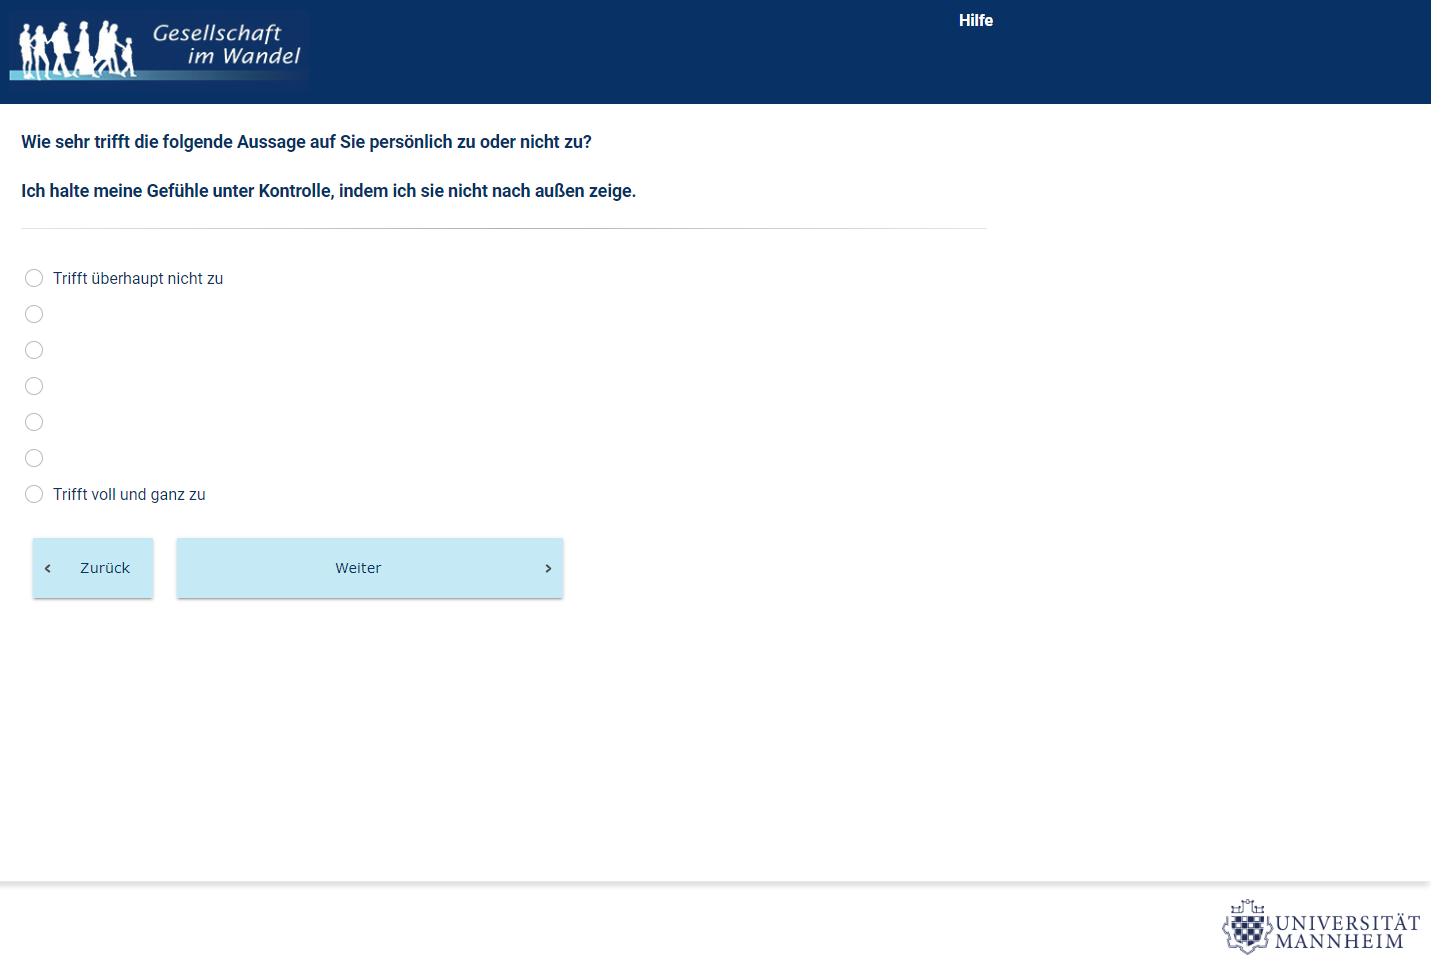 Gesellschaft
im Wandel
Hilfe
Wie sehr trifft die folgende Aussage auf Sie persönlich zu oder nicht zu?
Ich halte meine Gefühle unter Kontrolle, indem ich sie nicht nach außen zeige.
Trifft überhaupt nicht zu
Trifft voll und ganz zu
‹ Zurück
Weiter ›
UNIVERSITÄT
MANNHEIM